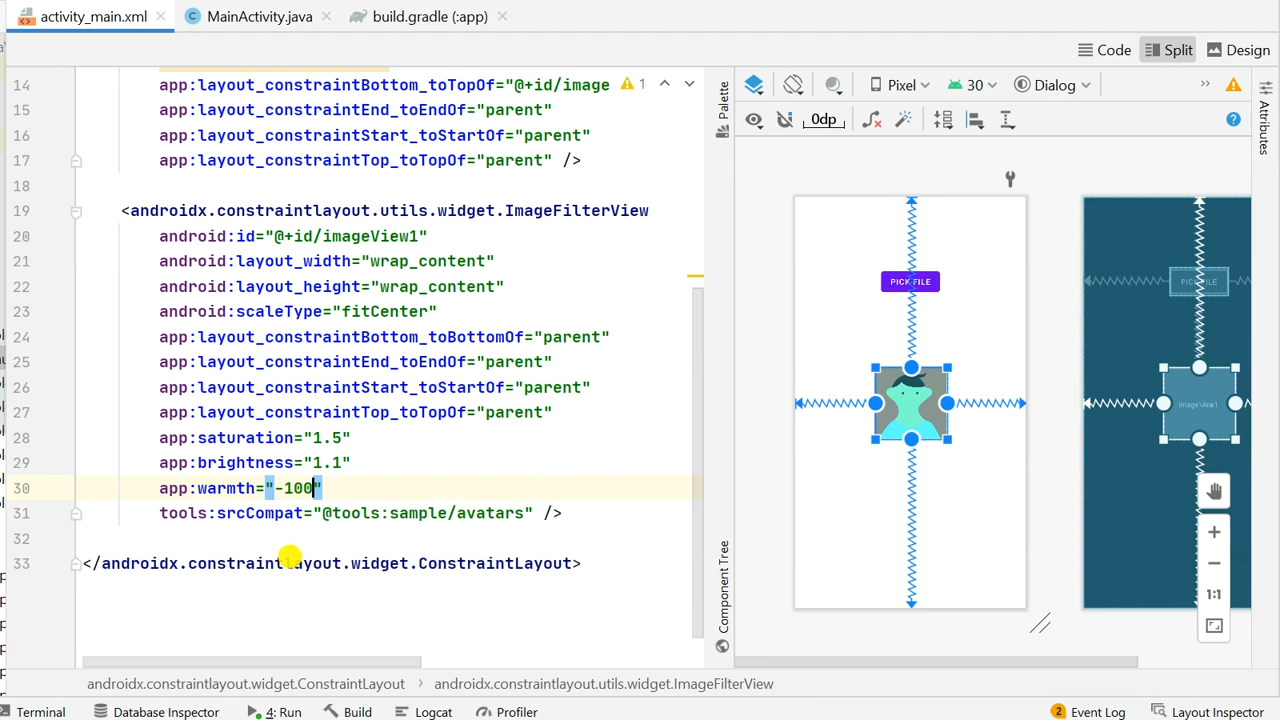 activity_main.xml
MainActivity.java
build.gradle (:app)
Code
Split
Design
14 app:layout_constraintBottom_toTopOf="@+id/image
1
15 app:layout_constraintEnd_toEndOf="parent"
16 app:layout_constraintStart_toStartOf="parent"
17 app:layout_constraintTop_toTopOf="parent" />
18
19 <androidx.constraintlayout.utils.widget.ImageFilterView
20 android:id="@+id/imageView1"
21 android:layout_width="wrap_content"
22 android:layout_height="wrap_content"
23 android:scaleType="fitCenter"
24 app:layout_constraintBottom_toBottomOf="parent"
25 app:layout_constraintEnd_toEndOf="parent"
26 app:layout_constraintStart_toStartOf="parent"
27 app:layout_constraintTop_toTopOf="parent"
28 app:saturation="1.5"
29 app:brightness="1.1"
30 app:warmth="-100"
31 tools:srcCompat="@tools:sample/avatars" />
32
33 </androidx.constraintlayout.widget.ConstraintLayout>
Palette
Component Tree
Pixel
30
Dialog
0dp
Attributes
PICK FILE
PICK FILE
imageView1
1:1
androidx.constraintlayout.widget.ConstraintLayout
androidx.constraintlayout.utils.widget.ImageFilterView
Terminal
Database Inspector
4: Run
Build
Logcat
Profiler
2 Event Log
Layout Inspector